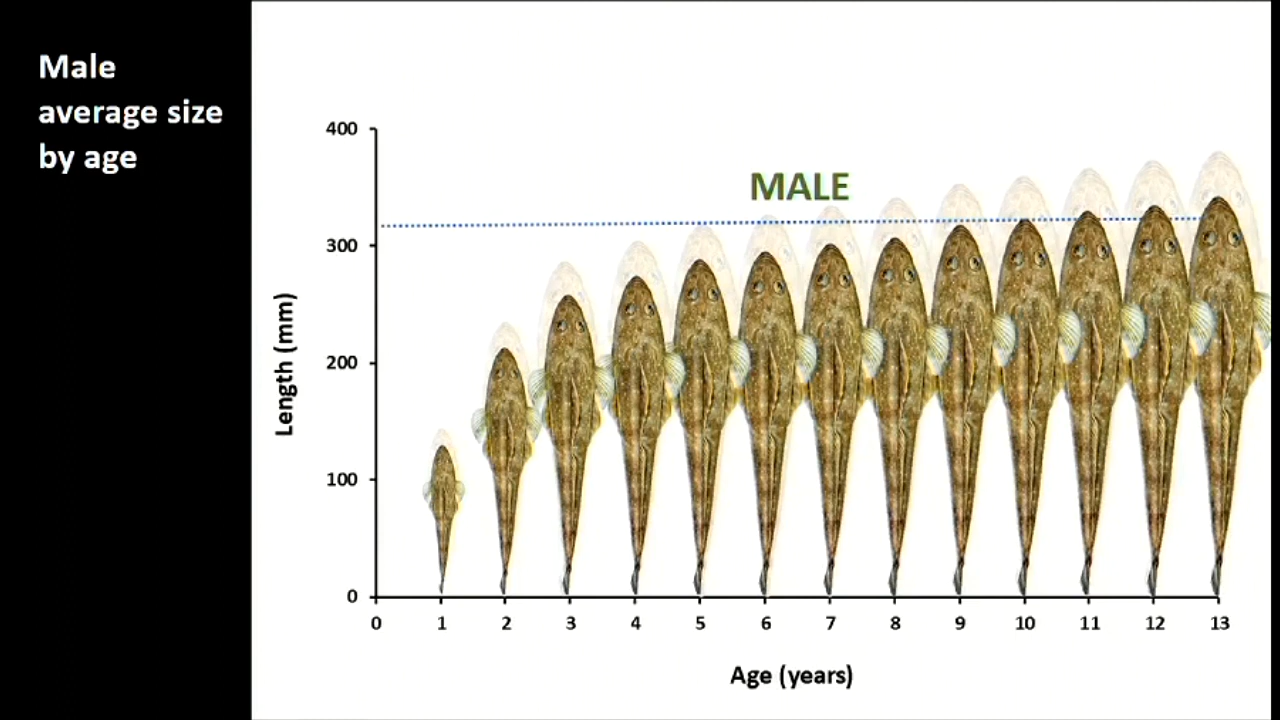 Male
average size
by age
MALE
400
300
200
100
0
Length (mm)
0 1 2 3 4 5 6 7 8 9 10 11 12 13
Age (years)